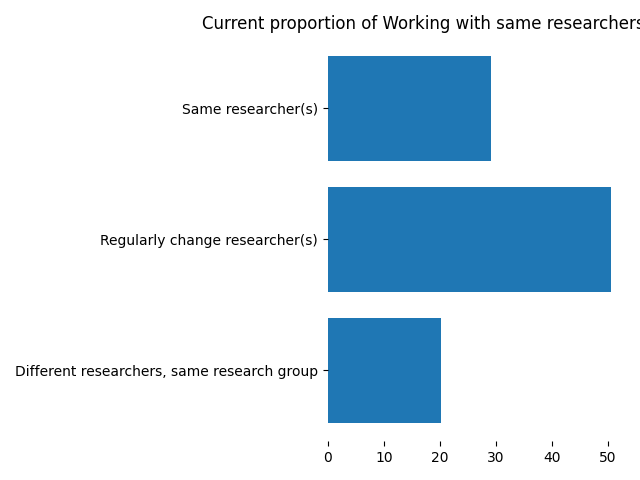 Current proportion of Working with same researchers
Same researcher(s)
Regularly change researcher(s)
Different researchers, same research group
0 10 20 30 40 50